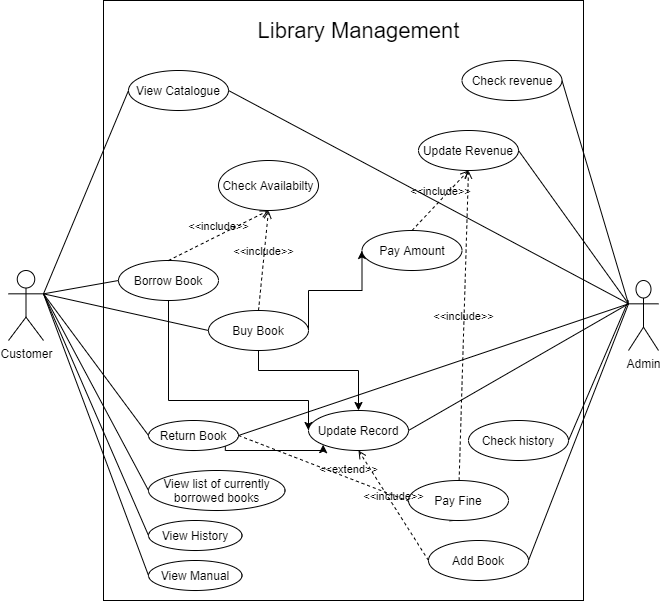 Library Management
Check revenue
View Catalogue
Update Revenue
Check Availabilty
<<include>>
<<include>>
<<include>>
Pay Amount
Borrow Book
<<include>>
Buy Book
Customer
Admin
Return Book
Update Record
Check history
<<extend>>
View list of currently
borrowed books
<<include>>
Pay Fine
View History
Add Book
View Manual